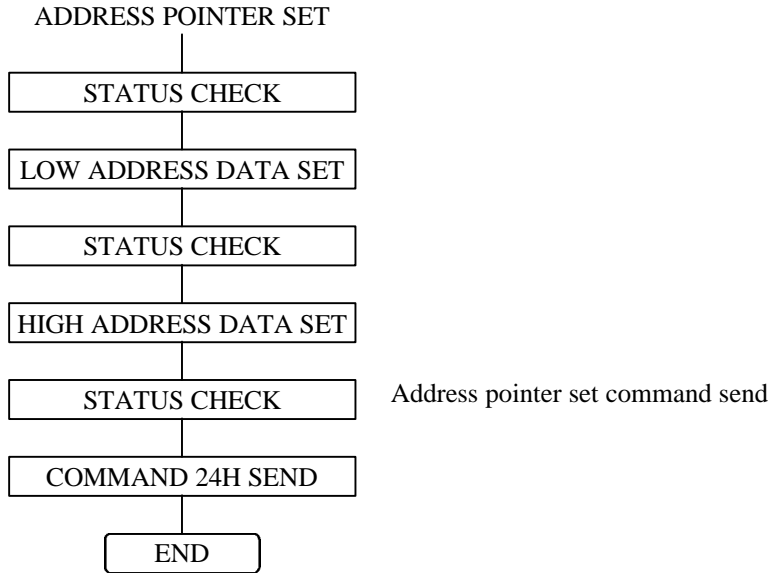 ADDRESS POINTER SET
STATUS CHECK
LOW ADDRESS DATA SET
STATUS CHECK
HIGH ADDRESS DATA SET
STATUS CHECK
Address pointer set command send
COMMAND 24H SEND
END